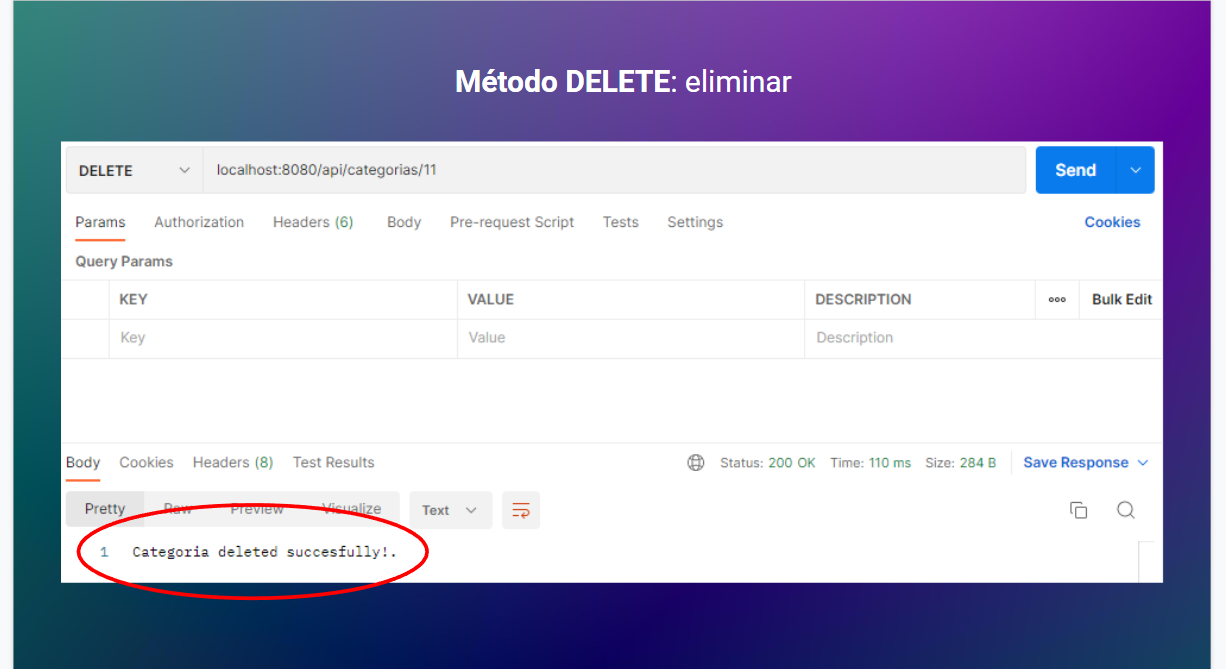 Método DELETE: eliminar
DELETE localhost:8080/api/categorias/11 Send
Params Authorization Headers (6) Body Pre-request Script Tests Settings Cookies
Query Params
KEY VALUE DESCRIPTION ooo Bulk Edit
Key Value Description
Body Cookies Headers (8) Test Results Status: 200 OK Time: 110 ms Size: 284 B Save Response
Pretty Raw Preview Visualize Text
1 Categoria deleted succesfully!.